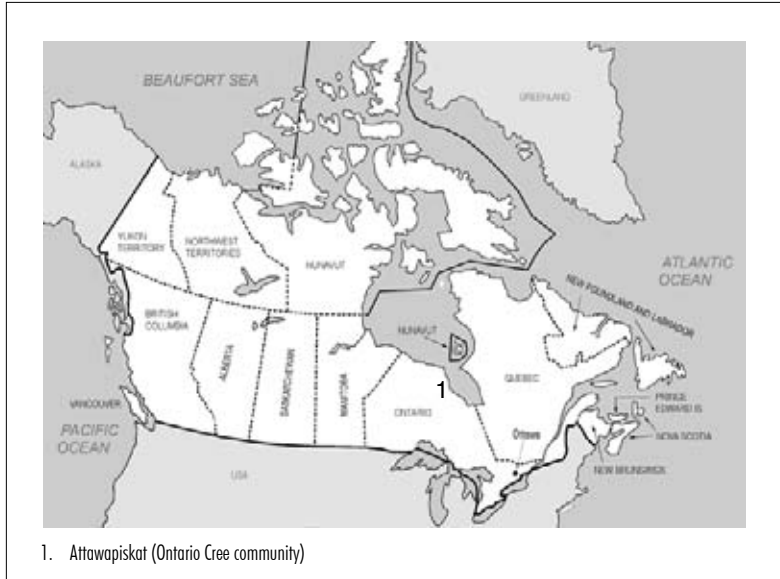 BEAUFORT SEA
GREENLAND
ALASKA
YUKON
TERRITORY
NORTHWEST
TERRITORIES
NUNAVUT
ATLANTIC
OCEAN
NEW FOUNDLAND AND LABRADOR
BRITISH
COLUMBIA
ALBERTA
SASKATCHEWAN
MANITOBA
NUNAVUT
1
ONTARIO
QUEBEC
VANCOUVER
PACIFIC
OCEAN
PRINCE
EDWARD IS
NOVA SCOTIA
Ottawa
NEW BRUNSWICK
USA
1. Attawapiskat (Ontario Cree community)